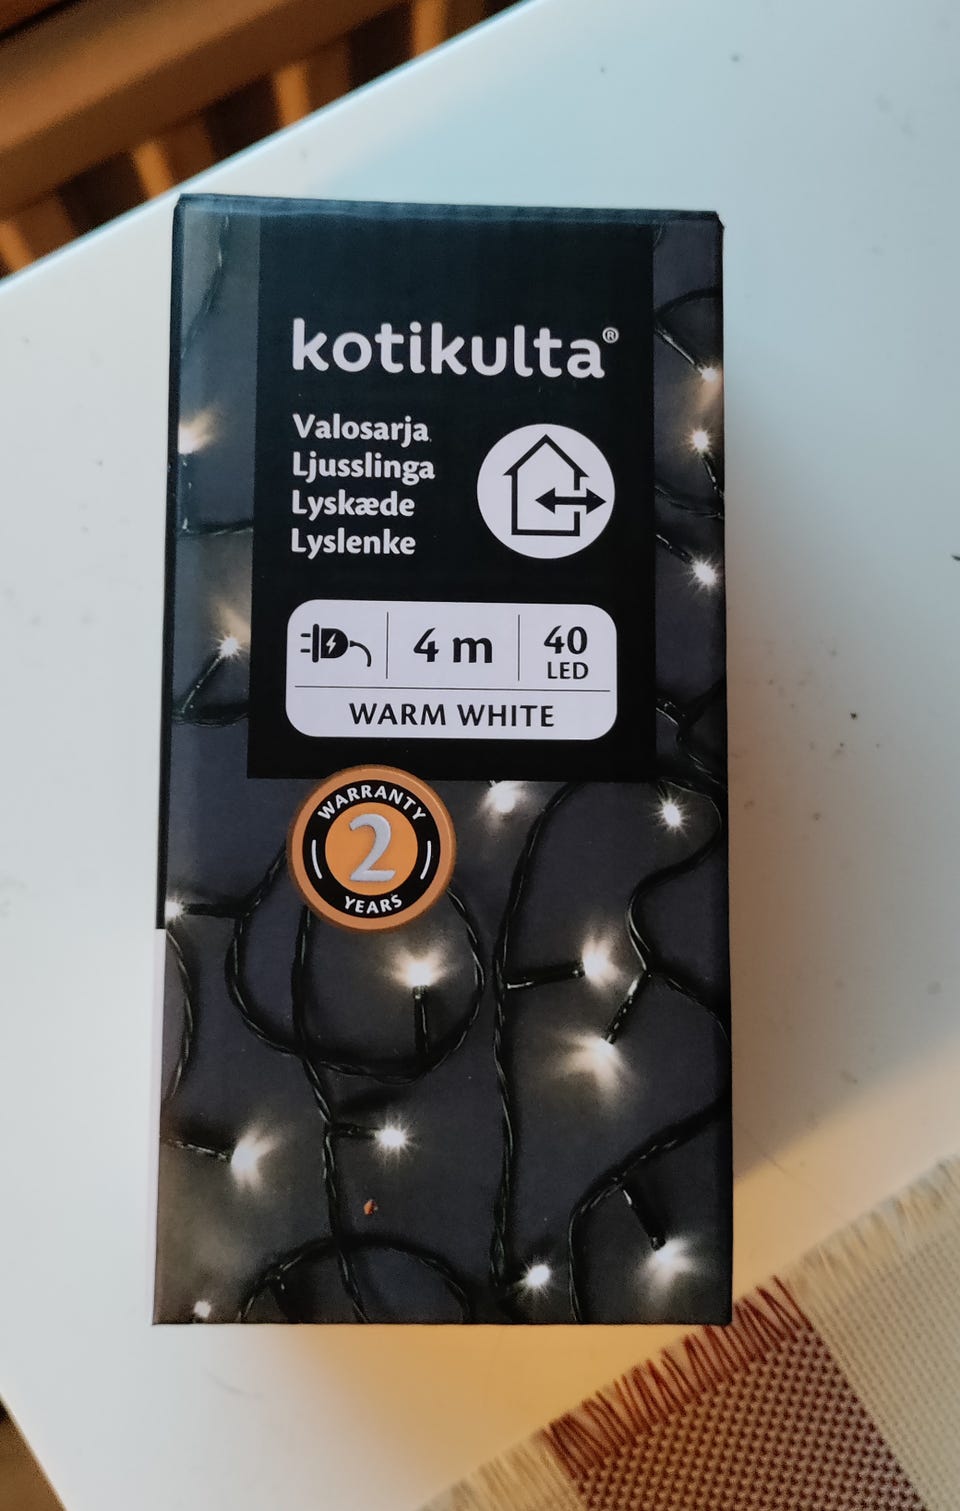 kotikulta®
Valosarja
Ljusslinga
Lyskæde
Lyslenke
4 m
40
LED
WARM WHITE
WARRANTY
2
YEARS